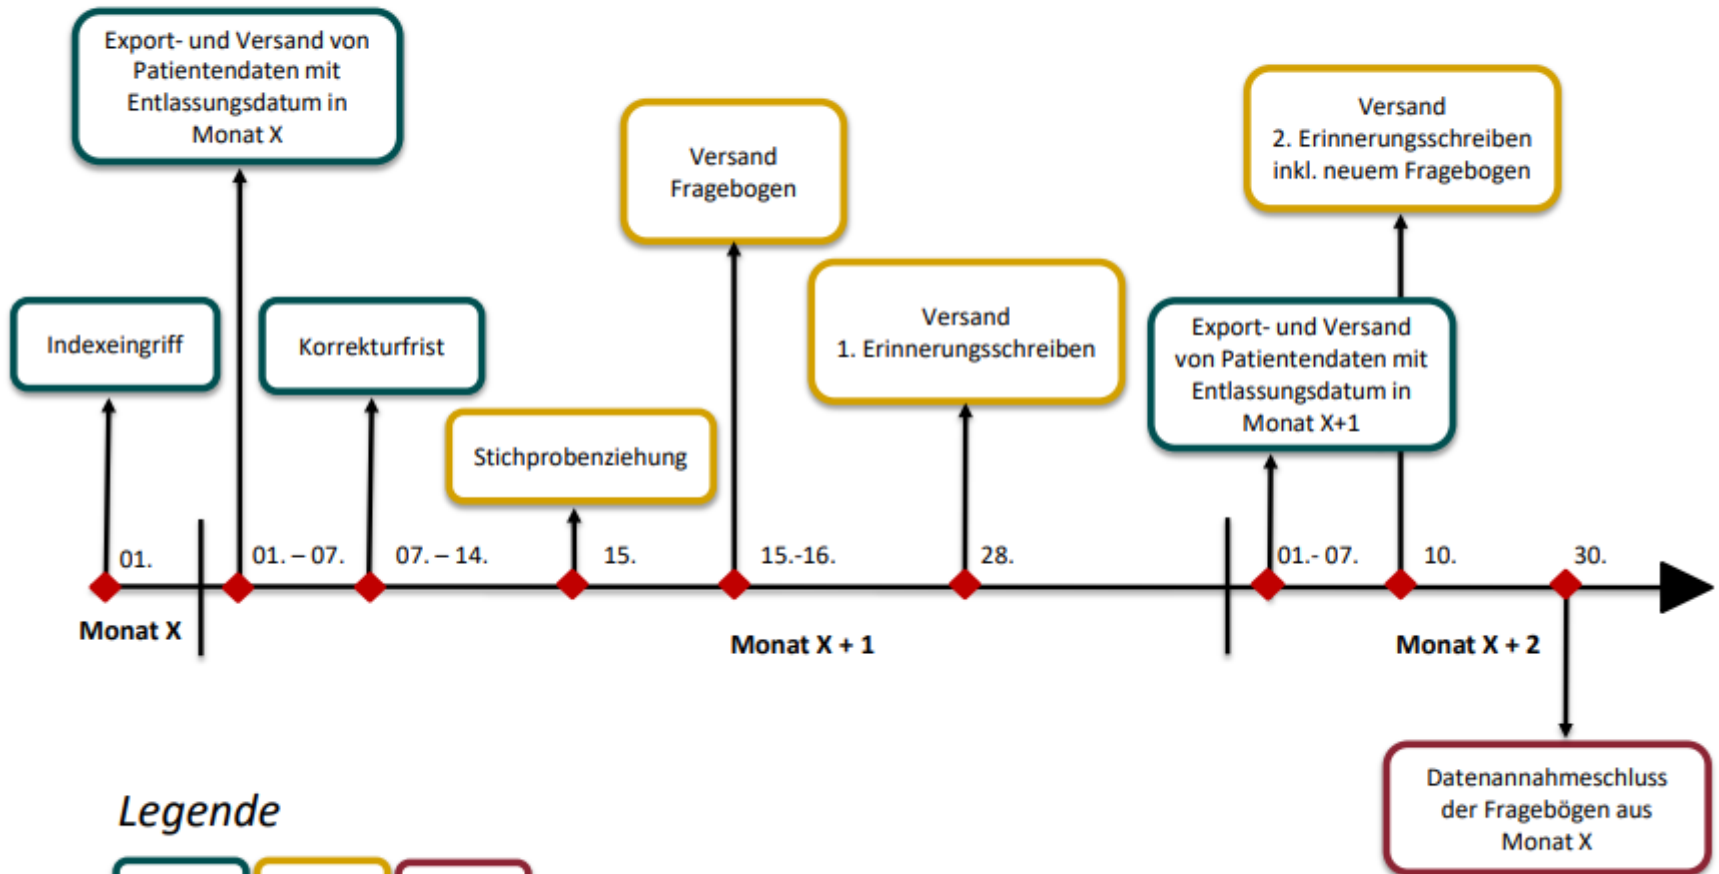 Export- und Versand von
Patientendaten mit
Entlassungsdatum in
Monat X
Versand
2. Erinnerungsschreiben
inkl. neuem Fragebogen
Versand
Fragebogen
Versand
1. Erinnerungsschreiben
Indexeingriff
Korrekturfrist
Export- und Versand
von Patientendaten mit
Entlassungsdatum in
Monat X+1
Stichprobenziehung
01.
01. – 07.
07. – 14.
15.
15.-16.
28.
01.- 07.
10.
30.
Monat X
Monat X + 1
Monat X + 2
Datenannahmeschluss
der Fragebögen aus
Monat X
Legende